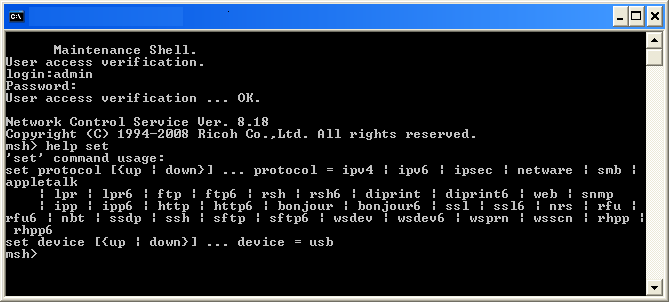 C:\
Maintenance Shell.
User access verification.
login:admin
Password:
User access verification ... OK.
Network Control Service Ver. 8.18
Copyright (C) 1994-2008 Ricoh Co.,Ltd. All rights reserved.
msh> help set
'set' command usage:
set protocol [{up | down}] ... protocol = ipv4 | ipv6 | ipsec | netware | smb |
appletalk
| lpr | lpr6 | ftp | ftp6 | rsh | rsh6 | diprint | diprint6 | web | snmp
| ipp | ipp6 | http | http6 | bonjour | bonjour6 | ssl | ssl6 | nrs | rfu |
rfu6 | nbt | ssdp | ssh | sftp | sftp6 | wsdev | wsdev6 | wsprn | wsscn | rhpp |
rhpp6
set device [{up | down}] ... device = usb
msh>